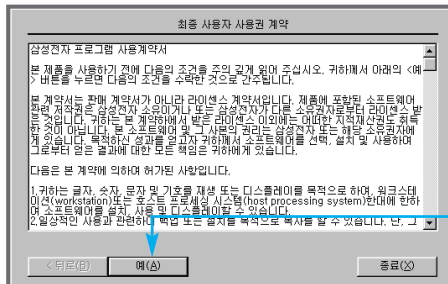 최종 사용자 사용권 계약
삼성전자 프로그램 사용계약서
본 제품을 사용하기 전에 다음의 조건을 주의 깊게 읽어 주십시오. 귀하께서 아래의 <예
> 버튼을 누르면 다음의 조건을 수락한 것으로 간주됩니다.
본 계약서는 판매 계약서가 아니라 라이센스 계약서입니다. 제품에 포함된 소프트웨어
관련 저작권은 삼성전자 소유이거나 또는 삼성전자가 다른 소유권자로부터 라이센스 받
은 것입니다. 귀하는 본 계약하에서 받은 라이센스 이외에는 어떠한 지적재산권도 취득
한 것이 아닙니다. 본 소프트웨어 및 그 사본의 권리는 삼성전자 또는 해당 소유권자에
게 있습니다. 목적하신 성과를 얻고자 귀하께서 소프트웨어를 선택, 설치 및 사용하여
그로부터 얻은 결과에 대한 모든 책임은 귀하에게 있습니다.
다음은 본 계약에 의하여 허가된 사항입니다.
1.귀하는 글자, 숫자, 문자 및 기호를 재생 또는 디스플레이를 목적으로 하여, 워크스테
이션(workstation)또는 호스트 프로세싱 시스템(host processing system)한대에 한하
여 소프트웨어를 설치, 사용 및 디스플레이할 수 있습니다.
2.일상적인 사용과 관련하여 백업 또는 설치를 목적으로 복사를 할 수 있습니다. 단, 그
< 뒤로(B)
예(A)
종료(X)